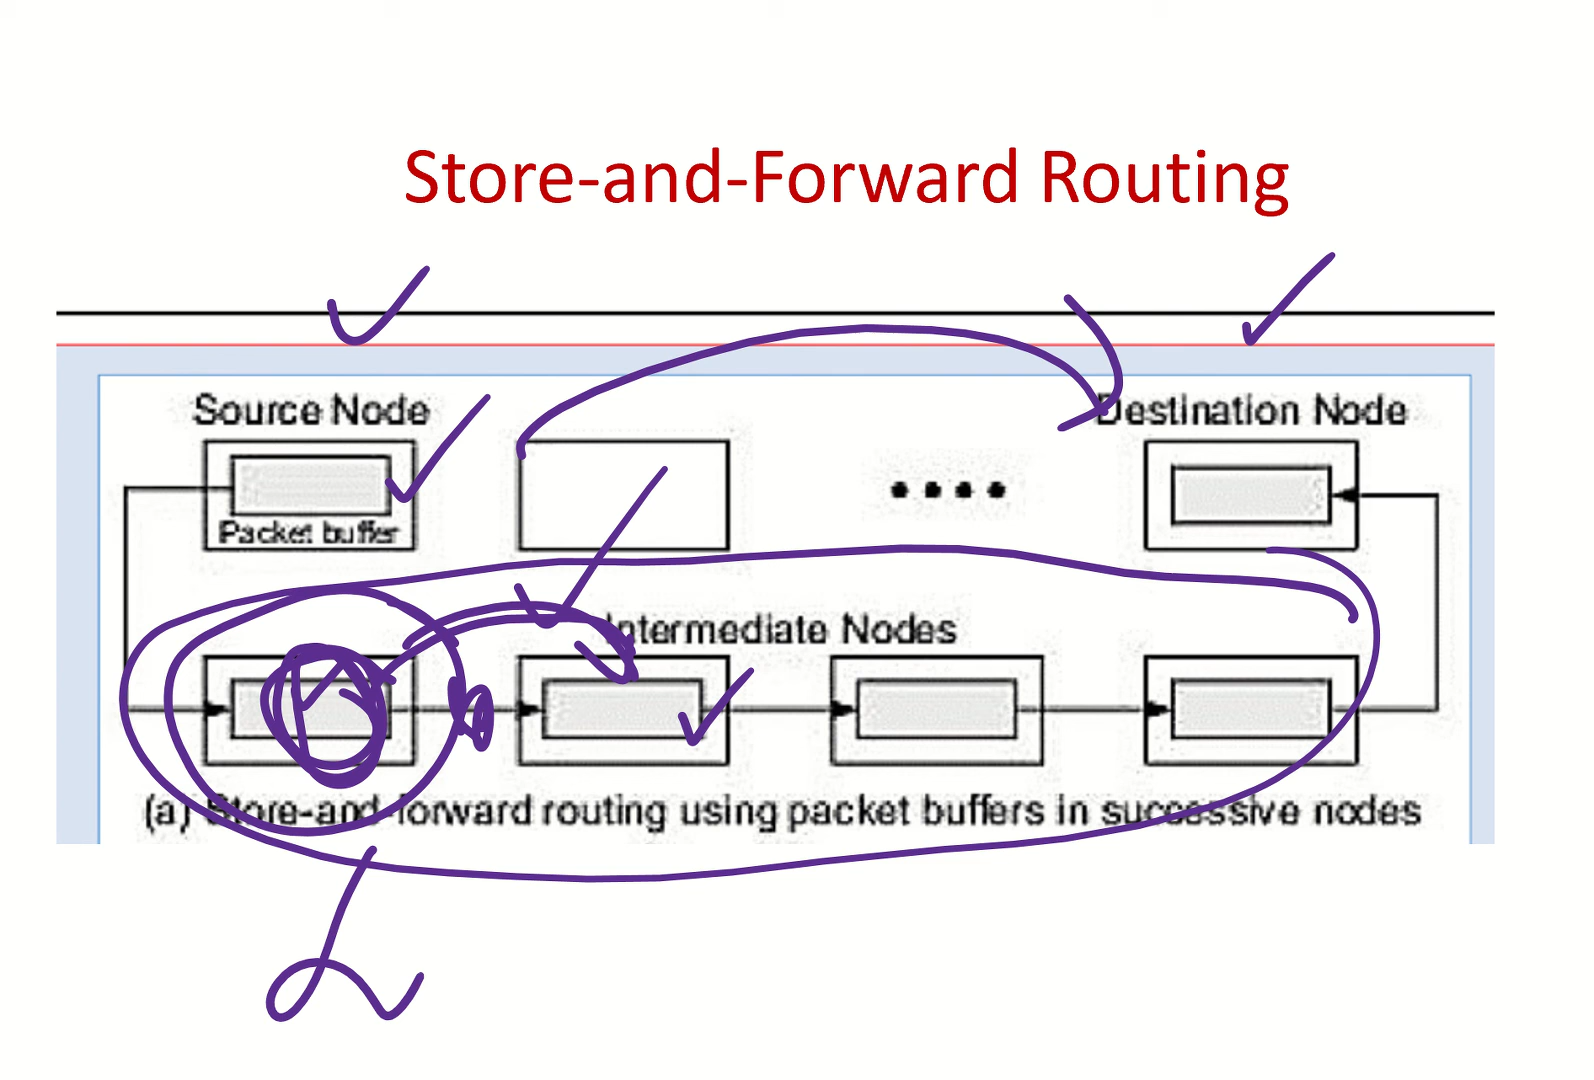 Store-and-Forward Routing
Source Node
Destination Node
Packet buffer
Intermediate Nodes
(a) Store-and-forward routing using packet buffers in successive nodes